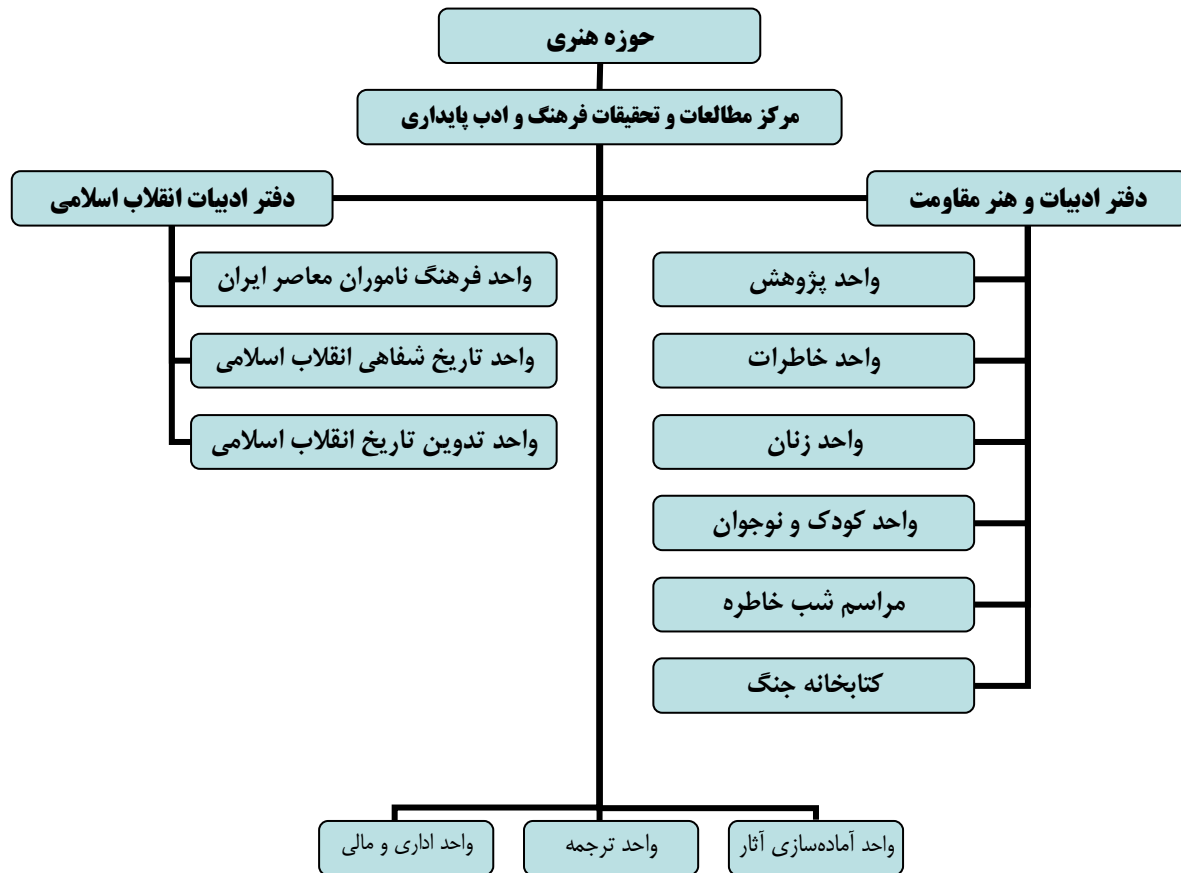 حوزه هنری
مرکز مطالعات و تحقیقات فرهنگ و ادب پایداری
دفتر ادبیات و هنر مقاومت
دفتر ادبیات انقلاب اسلامی
واحد پژوهش
واحد خاطرات
واحد زنان
واحد کودک و نوجوان
مراسم شب خاطره
کتابخانه جنگ
واحد فرهنگ ناموران معاصر ایران
واحد تاریخ شفاهی انقلاب اسلامی
واحد تدوین تاریخ انقلاب اسلامی
واحد آماده‌سازی آثار
واحد ترجمه
واحد اداری و مالی